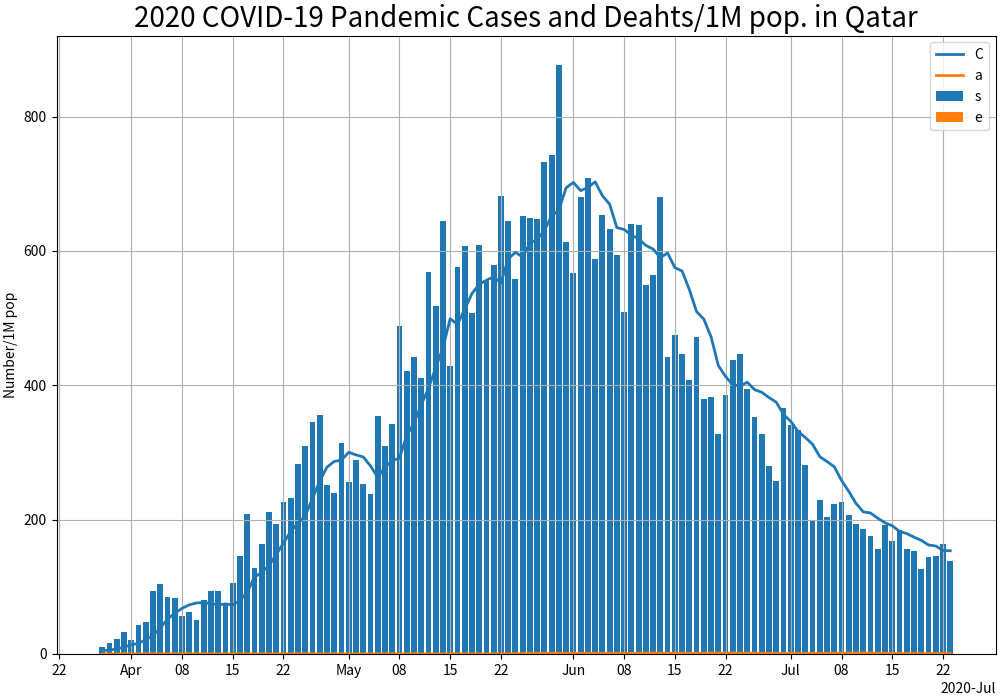 2020 COVID-19 Pandemic Cases and Deahts/1M pop. in Qatar
C
a
s
e
800
600
400
200
0
Number/1M pop
22 Apr 08 15 22 May 08 15 22 Jun 08 15 22 Jul 08 15 22
2020-Jul